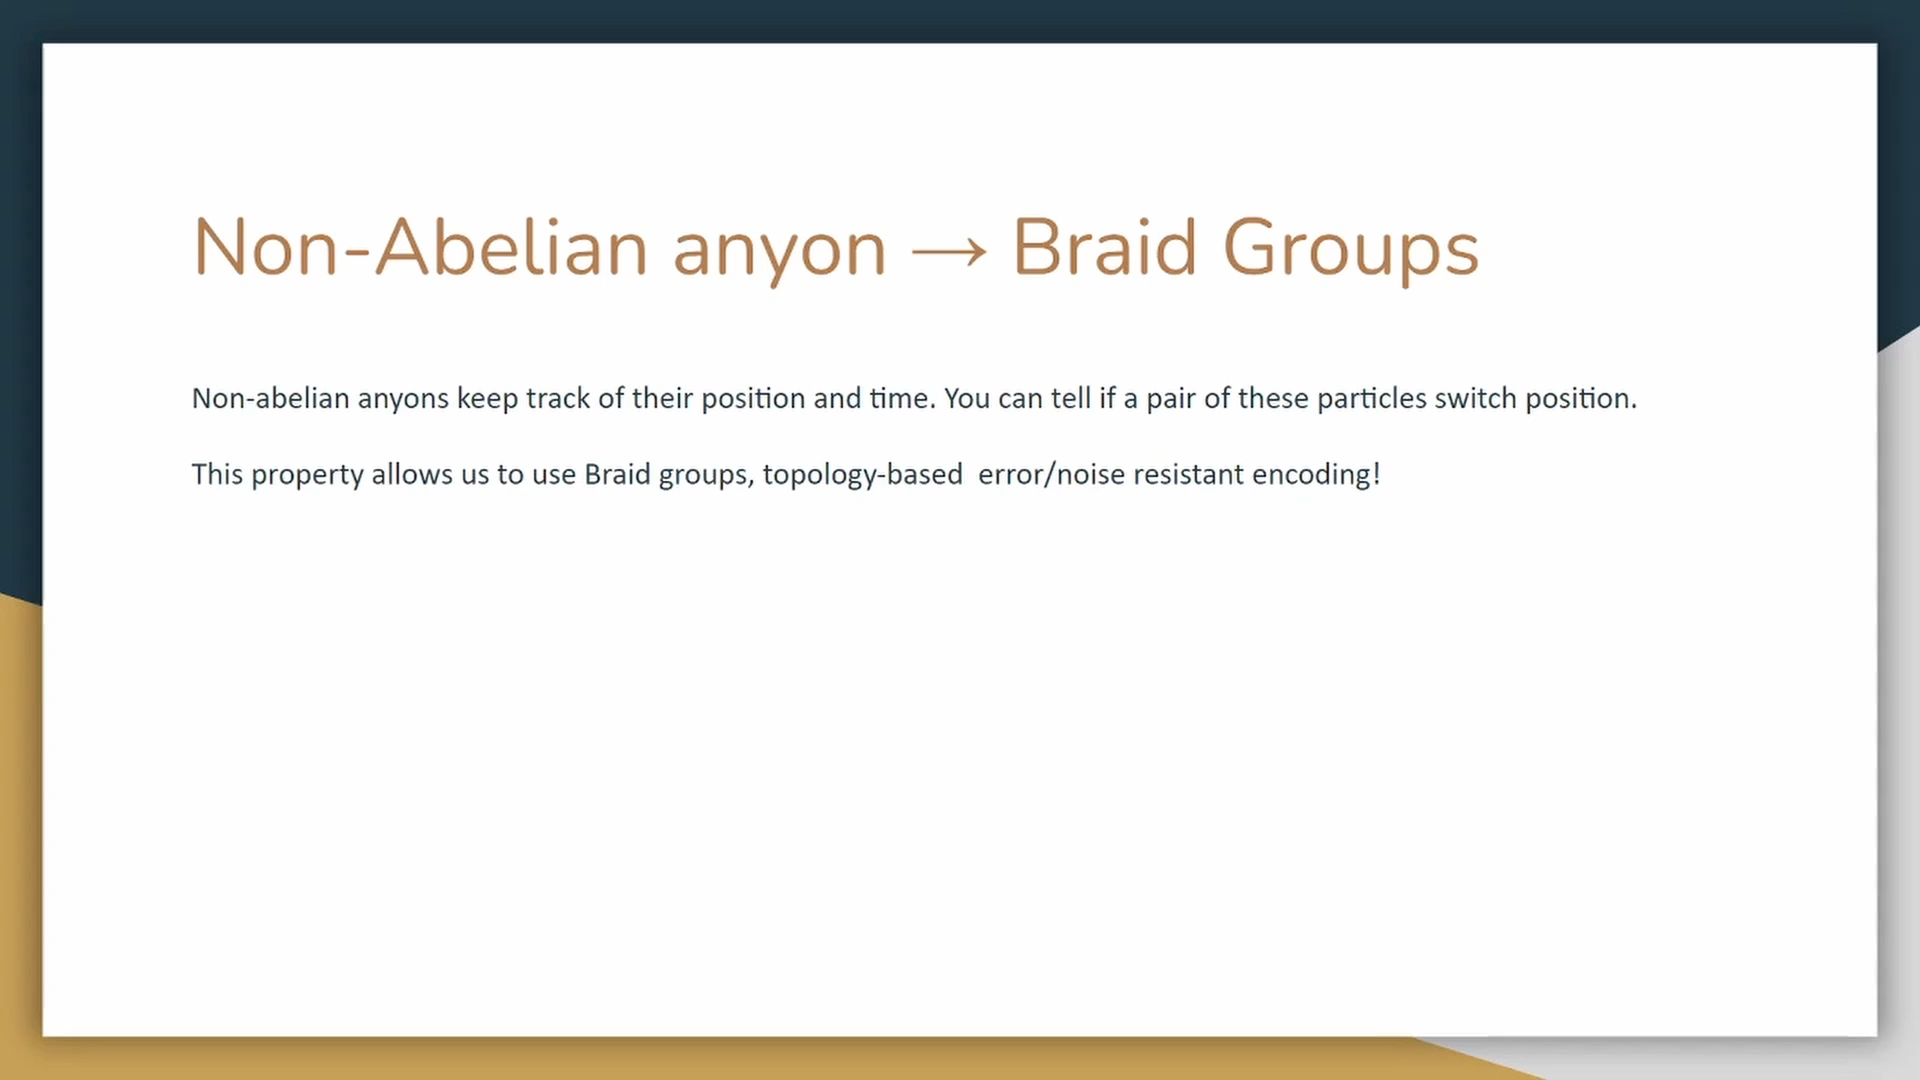 Non-Abelian anyon → Braid Groups
Non-abelian anyons keep track of their position and time. You can tell if a pair of these particles switch position.
This property allows us to use Braid groups, topology-based  error/noise resistant encoding!